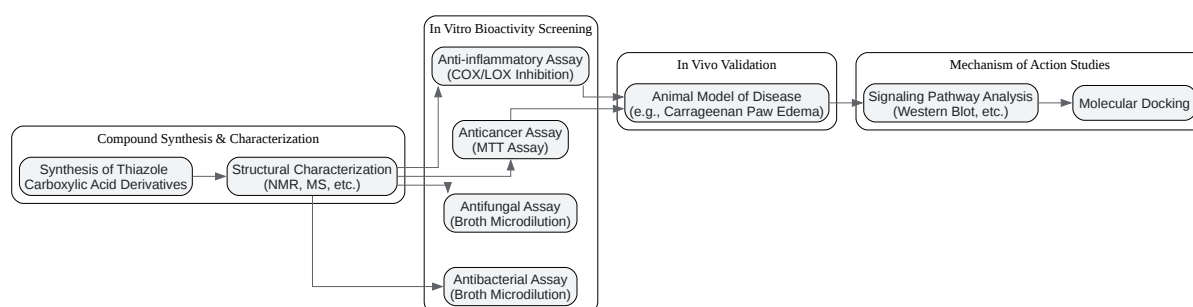 Compound Synthesis & Characterization
Synthesis of Thiazole
Carboxylic Acid Derivatives
Structural Characterization
(NMR, MS, etc.)
In Vitro Bioactivity Screening
Anti-inflammatory Assay
(COX/LOX Inhibition)
Anticancer Assay
(MTT Assay)
Antifungal Assay
(Broth Microdilution)
Antibacterial Assay
(Broth Microdilution)
In Vivo Validation
Animal Model of Disease
(e.g., Carrageenan Paw Edema)
Mechanism of Action Studies
Signaling Pathway Analysis
(Western Blot, etc.)
Molecular Docking